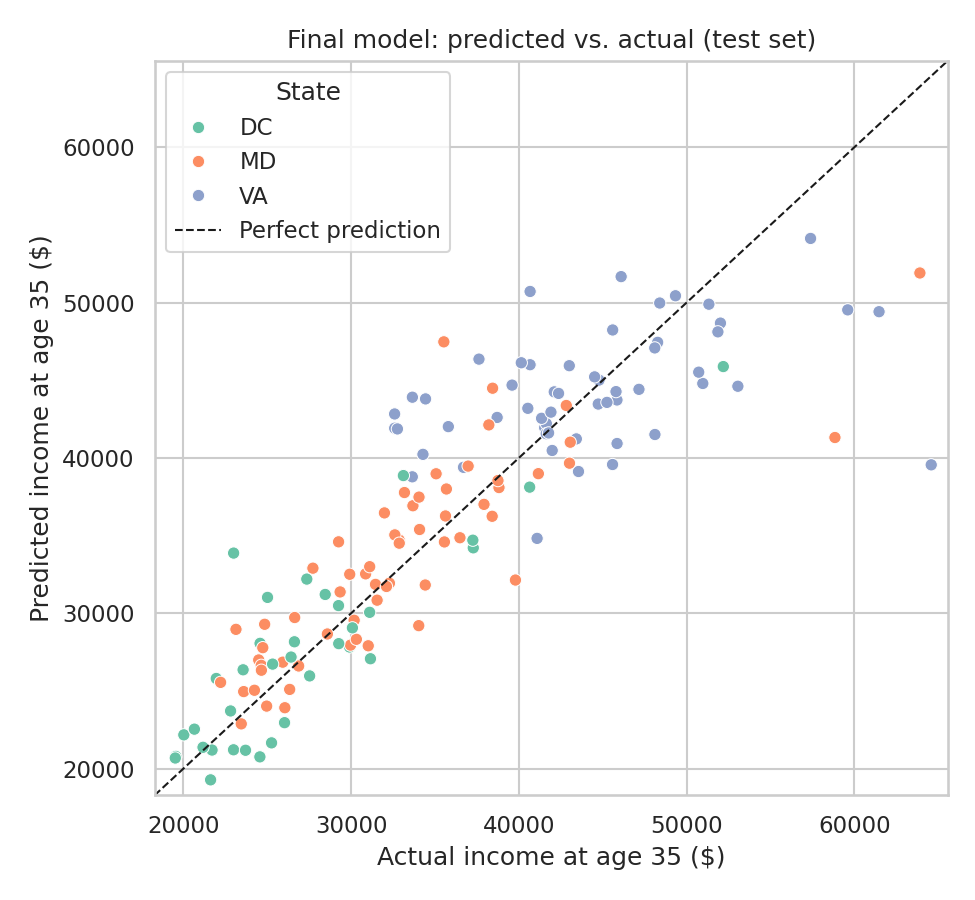 Final model: predicted vs. actual (test set)
State
DC
MD
VA
Perfect prediction
Predicted income at age 35 ($)
60000
50000
40000
30000
20000
20000 30000 40000 50000 60000
Actual income at age 35 ($)